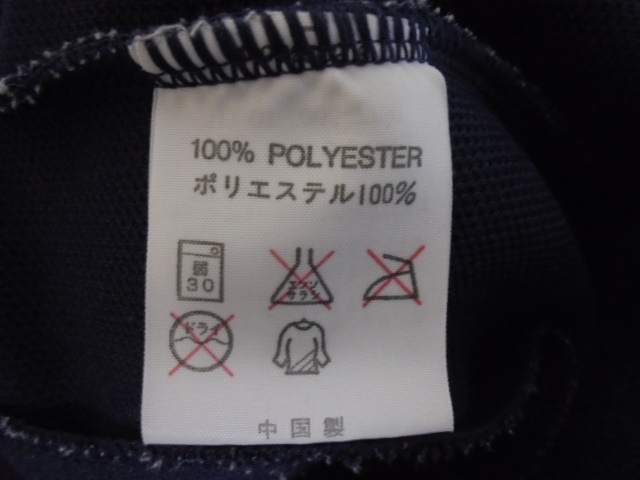 100% POLYESTER
ポリエステル100%
弱
30
エンソ
サラシ
ドライ
中国製